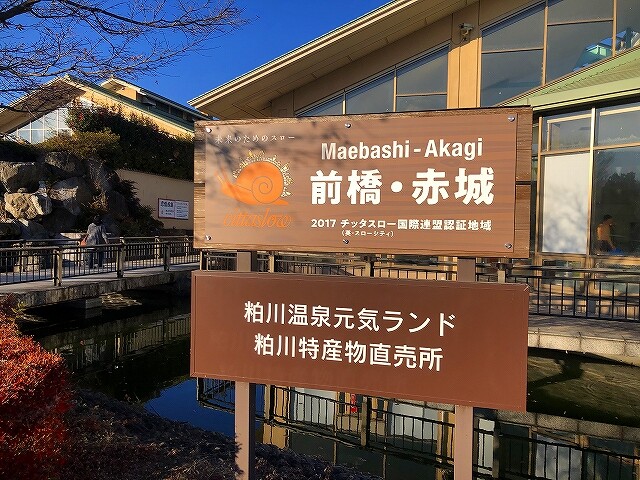 未来のためのスロー
cittaslow
Maebashi-Akagi
前橋・赤城
2017 チッタスロー国際連盟認証地域
(英・スローシティ)
粕川温泉元気ランド
粕川特産物直売所